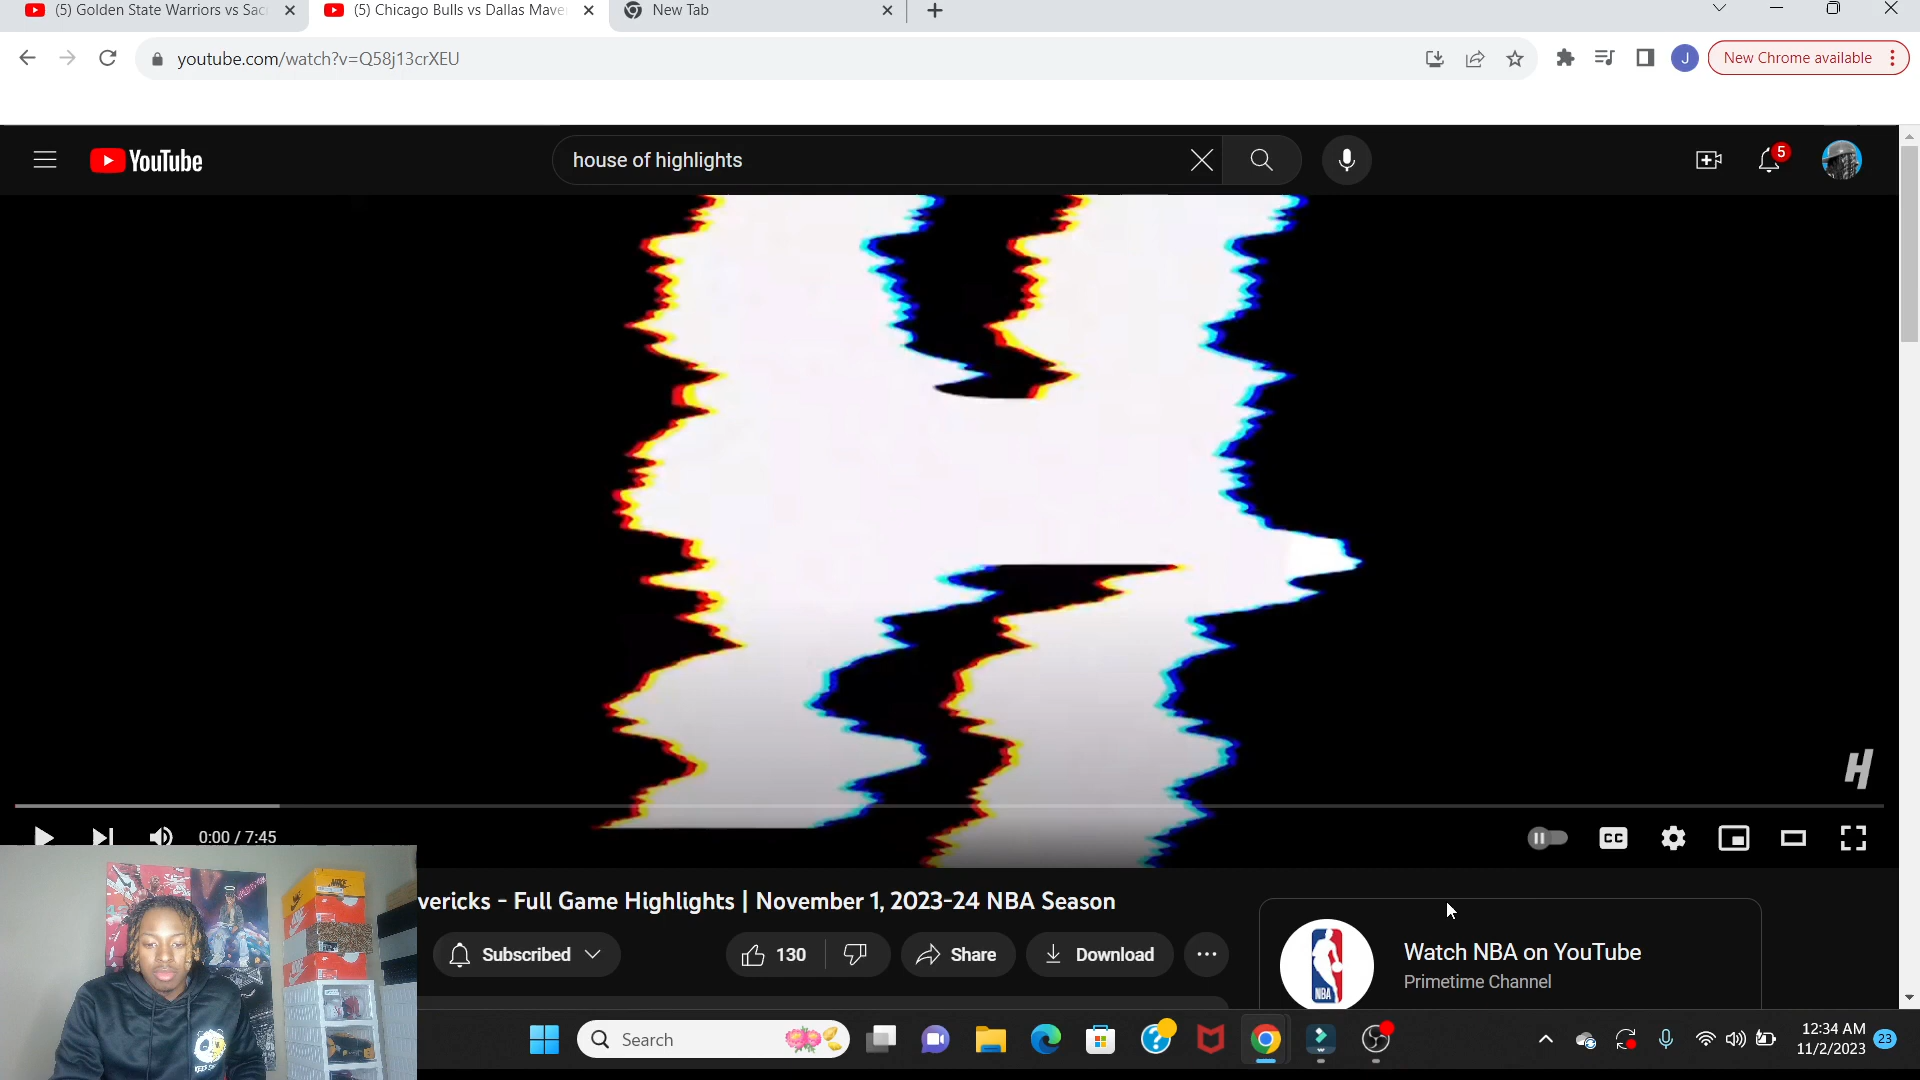 (5) Golden State Warriors vs Sac
(5) Chicago Bulls vs Dallas Mave
New Tab
youtube.com/watch?v=Q58j13crXEU
J
New Chrome available
YouTube
house of highlights
5
H
0:00 / 7:45
CC
vericks - Full Game Highlights | November 1, 2023-24 NBA Season
Subscribed
130
Share
Download
Watch NBA on YouTube
Primetime Channel
NBA
Search
12:34 AM
11/2/2023
23